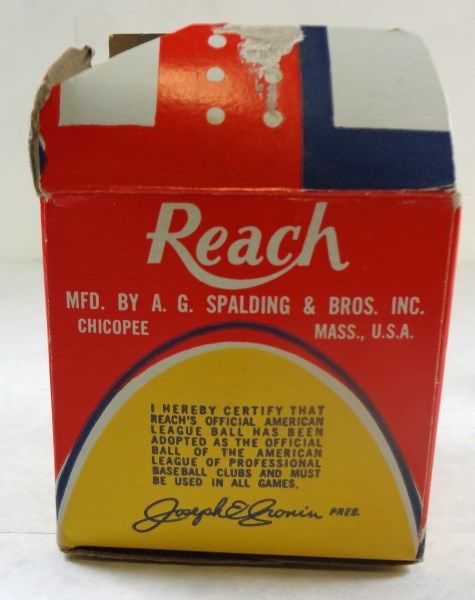 Reach
MFD. BY A. G. SPALDING & BROS. INC.
CHICOPEE MASS., U.S.A.
I HEREBY CERTIFY THAT
REACH'S OFFICIAL AMERICAN
LEAGUE BALL HAS BEEN
ADOPTED AS THE OFFICIAL
BALL OF THE AMERICAN
LEAGUE OF PROFESSIONAL
BASEBALL CLUBS AND MUST
BE USED IN ALL GAMES.
Joseph E Cronin PRES.